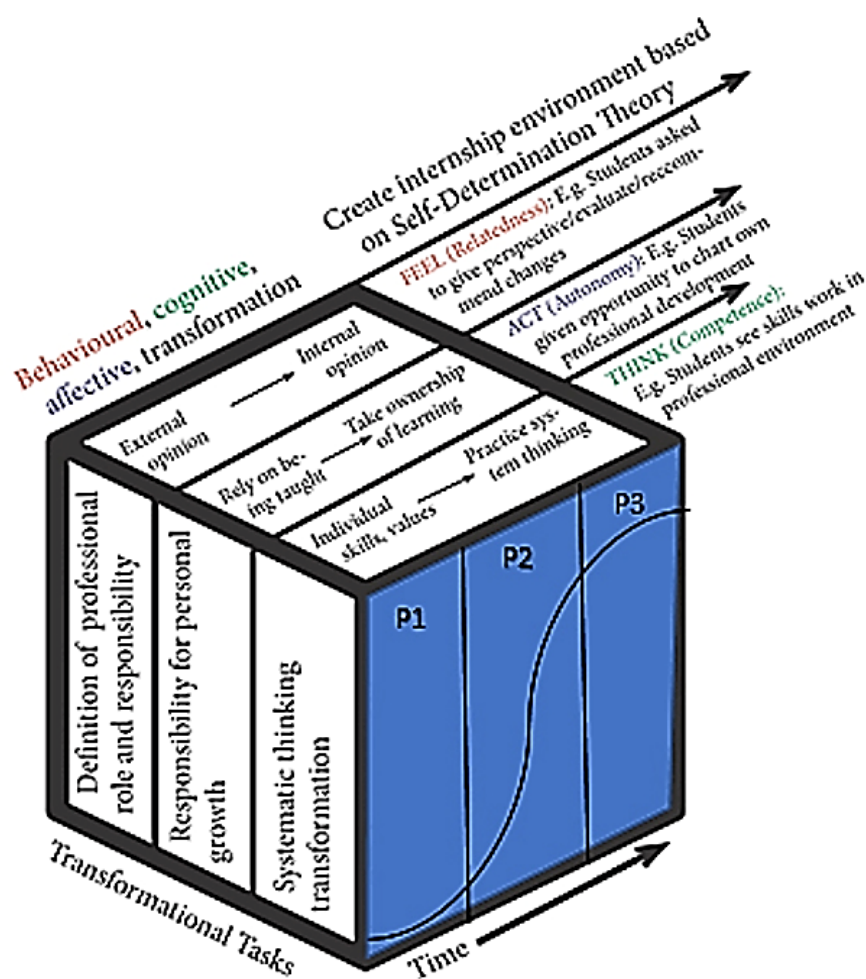 Create internship environment based
on Self-Determination Theory
FEEL (Relatedness): E.g. Students asked
to give perspective/evaluate/reccom-
mend changes
ACT (Autonomy): E.g. Students
given opportunity to chart own
professional development
THINK (Competence):
E.g. Students see skills work in
professional environment
Behavioural, cognitive,
affective, transformation
External
opinion
Internal
opinion
Rely on be-
ing taught
Take ownership
of learning
Individual
skills, values
Practice sys-
tem thinking
Definition of professional
role and responsibility
Responsibility for personal
growth
Systematic thinking
transformation
P1
P2
P3
Transformational Tasks
Time